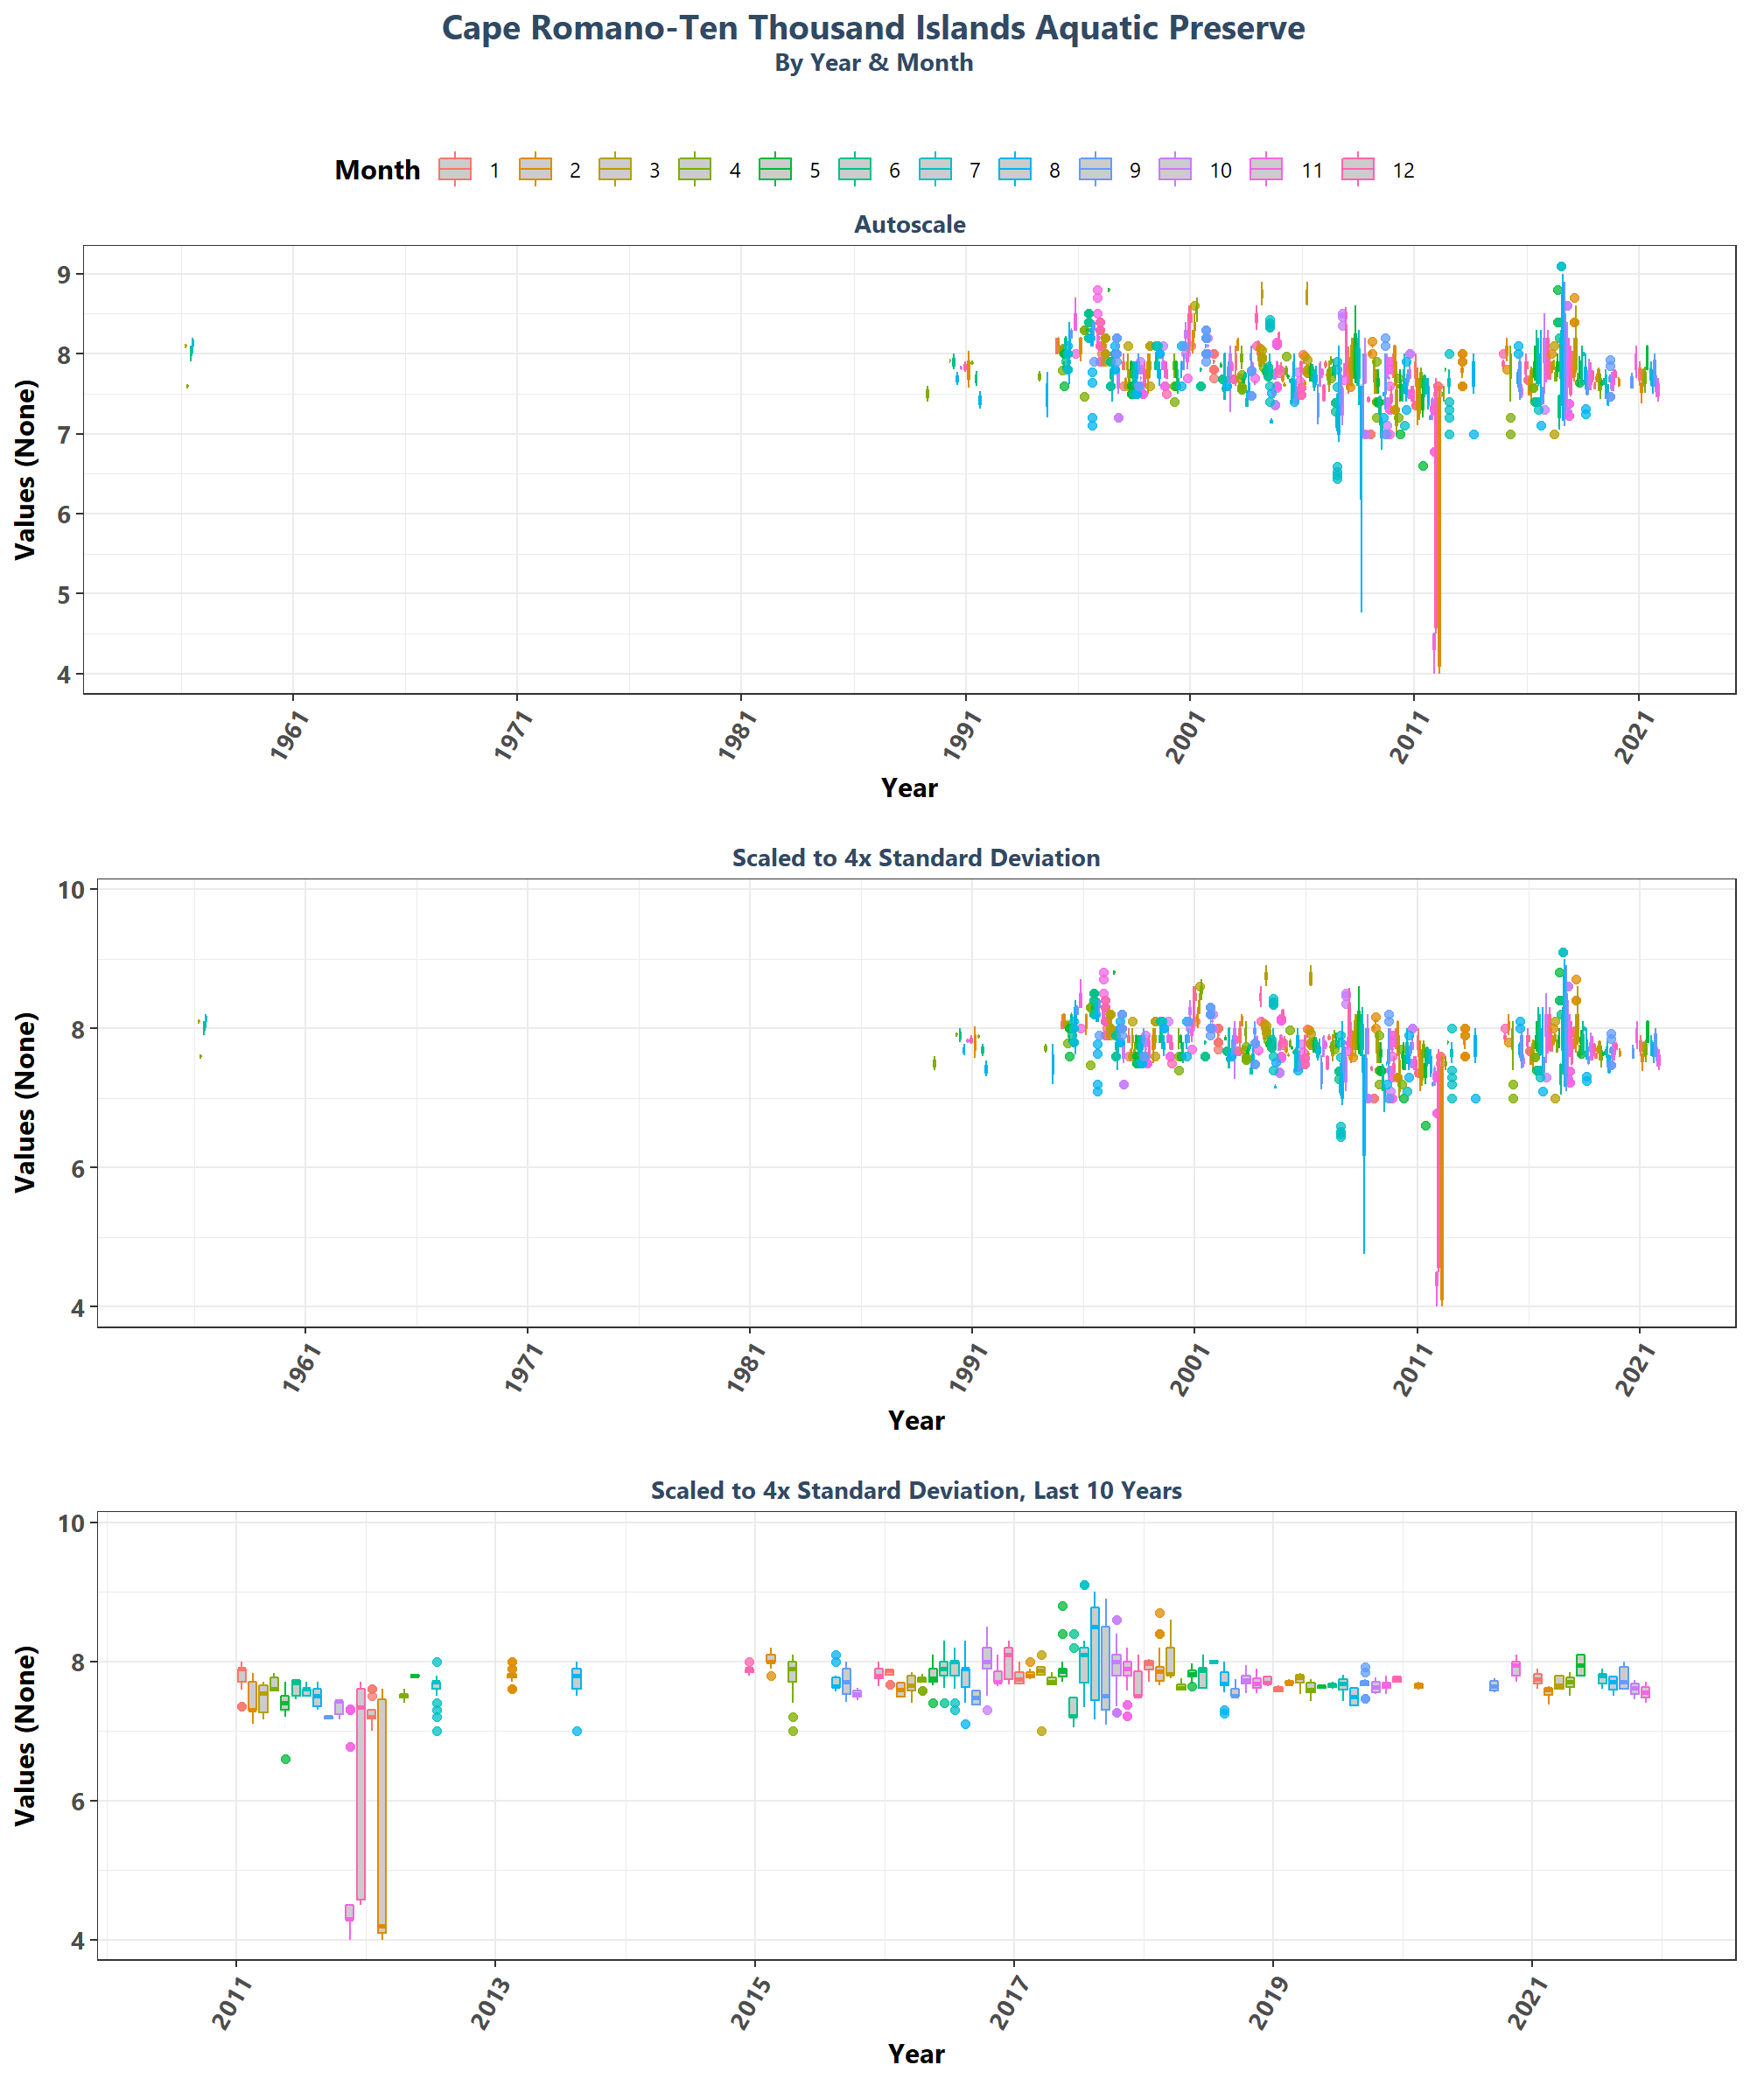 Cape Romano-Ten Thousand Islands Aquatic Preserve
By Year & Month
Month 1 2 3 4 5 6 7 8 9 10 11 12
Autoscale
Values (None)
9
8
7
6
5
4
1961 1971 1981 1991 2001 2011 2021
Year
Scaled to 4x Standard Deviation
Values (None)
10
8
6
4
1961 1971 1981 1991 2001 2011 2021
Year
Scaled to 4x Standard Deviation, Last 10 Years
Values (None)
10
8
6
4
2011 2013 2015 2017 2019 2021
Year